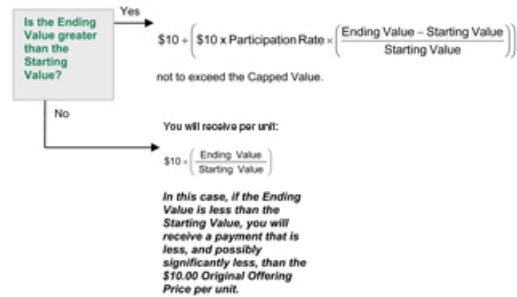 Is the Ending
Value greater
than the
Starting
Value?
Yes
$10 + ( $10 x Participation Rate × ( Ending Value – Starting Value / Starting Value ) )
not to exceed the Capped Value.
No
You will receive per unit:
$10 × ( Ending Value / Starting Value )
In this case, if the Ending
Value is less than the
Starting Value, you will
receive a payment that is
less, and possibly
significantly less, than the
$10.00 Original Offering
Price per unit.